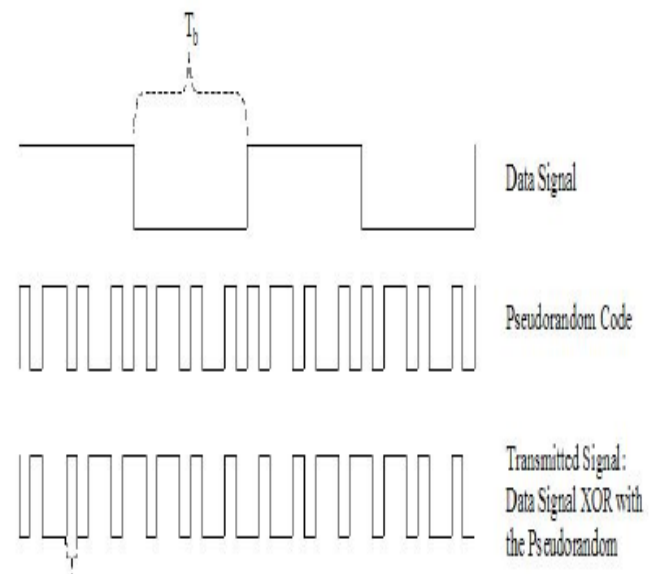 T_b
Data Signal
Pseudorandom Code
Transmitted Signal:
Data Signal XOR with
the Pseudorandom